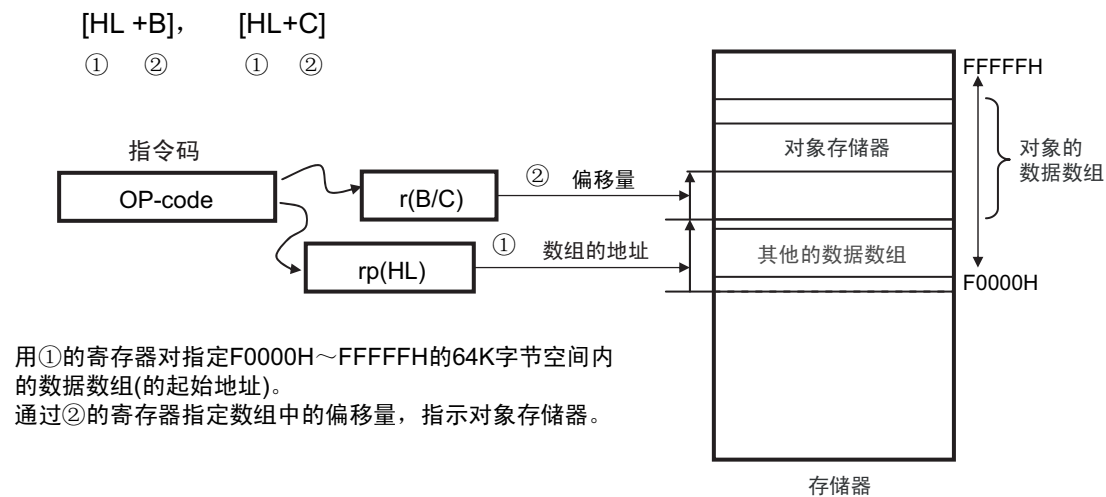 [HL +B], [HL+C]
① ② ① ②
FFFFFH
对象存储器
对象的
数据数组
指令码
OP-code
r(B/C)
② 偏移量
rp(HL)
① 数组的地址
其他的数据数组
F0000H
用①的寄存器对指定F0000H～FFFFFH的64K字节空间内
的数据数组(的起始地址)。
通过②的寄存器指定数组中的偏移量，指示对象存储器。
存储器